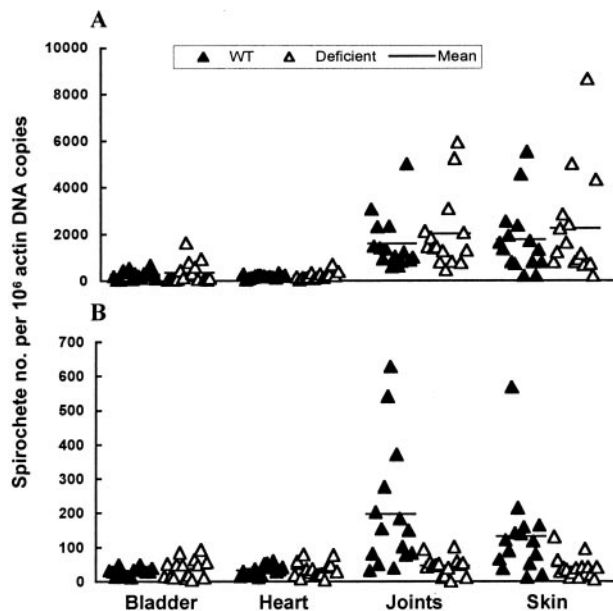 A
WT Deficient Mean
10000
8000
6000
4000
2000
0
B
700
600
500
400
300
200
100
0
Bladder Heart Joints Skin
Spirochete no. per 10⁶ actin DNA copies